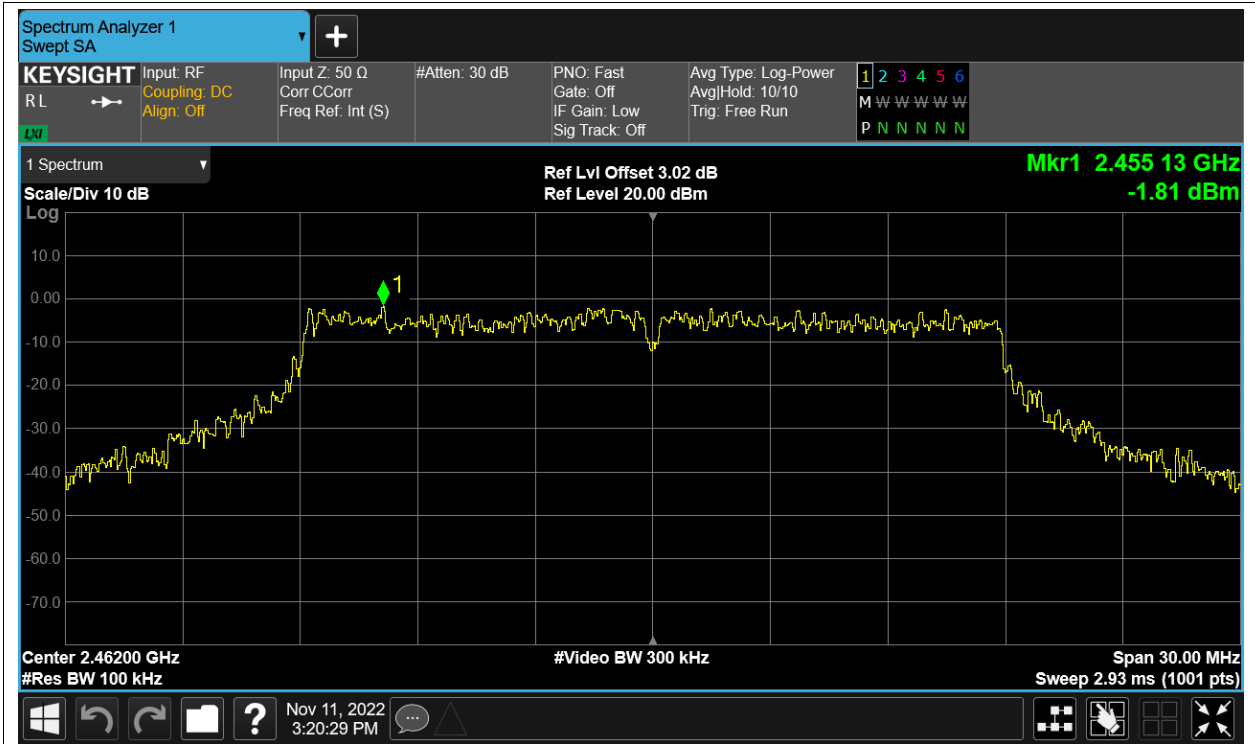 Spectrum Analyzer 1
Swept SA
KEYSIGHT
R L
LXI
Input: RF
Coupling: DC
Align: Off
Input Z: 50 Ω
Corr CCorr
Freq Ref: Int (S)
#Atten: 30 dB
PNO: Fast
Gate: Off
IF Gain: Low
Sig Track: Off
Avg Type: Log-Power
Avg|Hold: 10/10
Trig: Free Run
1 2 3 4 5 6
M W W W W W W
P N N N N N
1 Spectrum
Scale/Div 10 dB
Log
Ref Lvl Offset 3.02 dB
Ref Level 20.00 dBm
Mkr1 2.455 13 GHz
-1.81 dBm
1
10.0
0.00
-10.0
-20.0
-30.0
-40.0
-50.0
-60.0
-70.0
Center 2.46200 GHz
#Res BW 100 kHz
#Video BW 300 kHz
Span 30.00 MHz
Sweep 2.93 ms (1001 pts)
?
Nov 11, 2022
3:20:29 PM